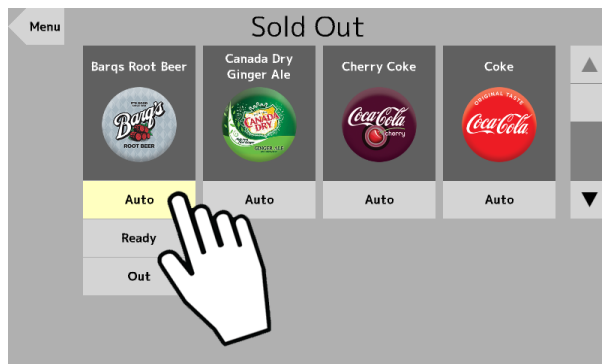 Menu
Sold Out
Barqs Root Beer
Canada Dry
Ginger Ale
Cherry Coke
Coke
Barq's
ROOT BEER
CANADA
DRY
GINGER ALE
Coca-Cola
cherry
ORIGINAL TASTE
Coca-Cola
Auto
Auto
Auto
Auto
Ready
Out